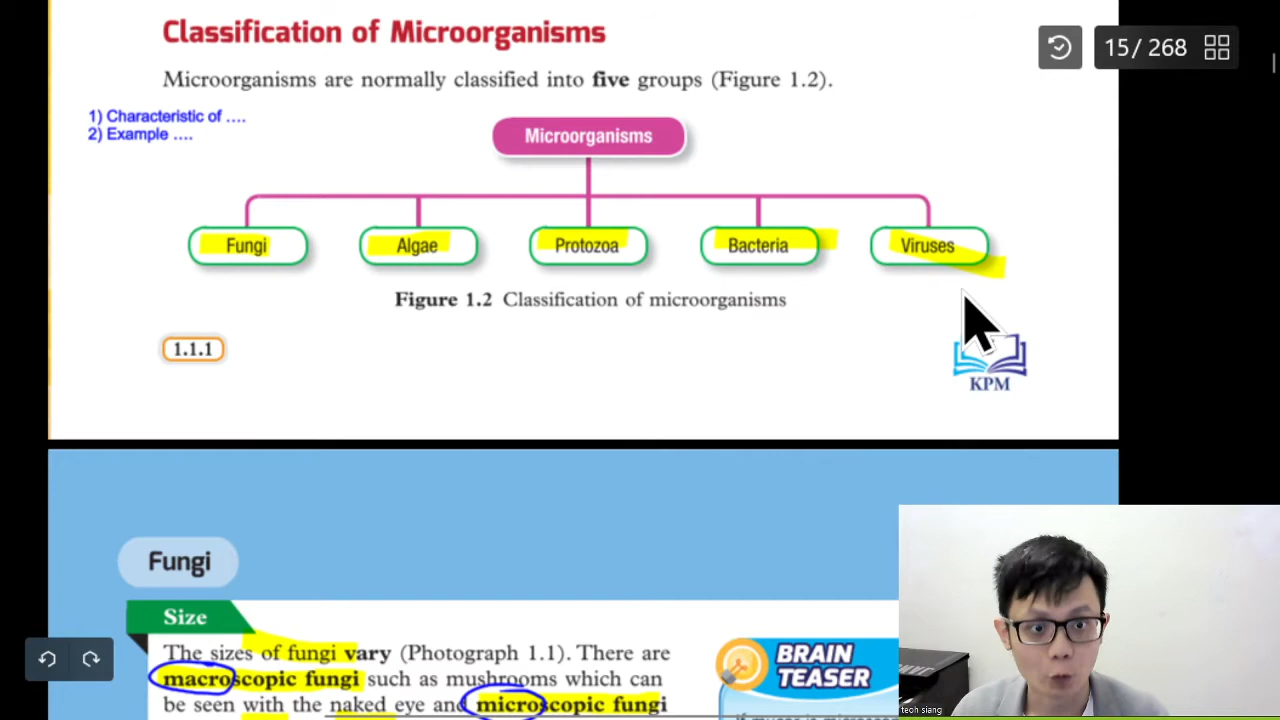 Classification of Microorganisms
15/ 268
Microorganisms are normally classified into five groups (Figure 1.2).
1) Characteristic of ....
2) Example ....
Microorganisms
Fungi
Algae
Protozoa
Bacteria
Viruses
Figure 1.2 Classification of microorganisms
1.1.1
KPM
Fungi
Size
The sizes of fungi vary (Photograph 1.1). There are
macroscopic fungi such as mushrooms which can
be seen with the naked eye and microscopic fungi
BRAIN
TEASER
tech siang